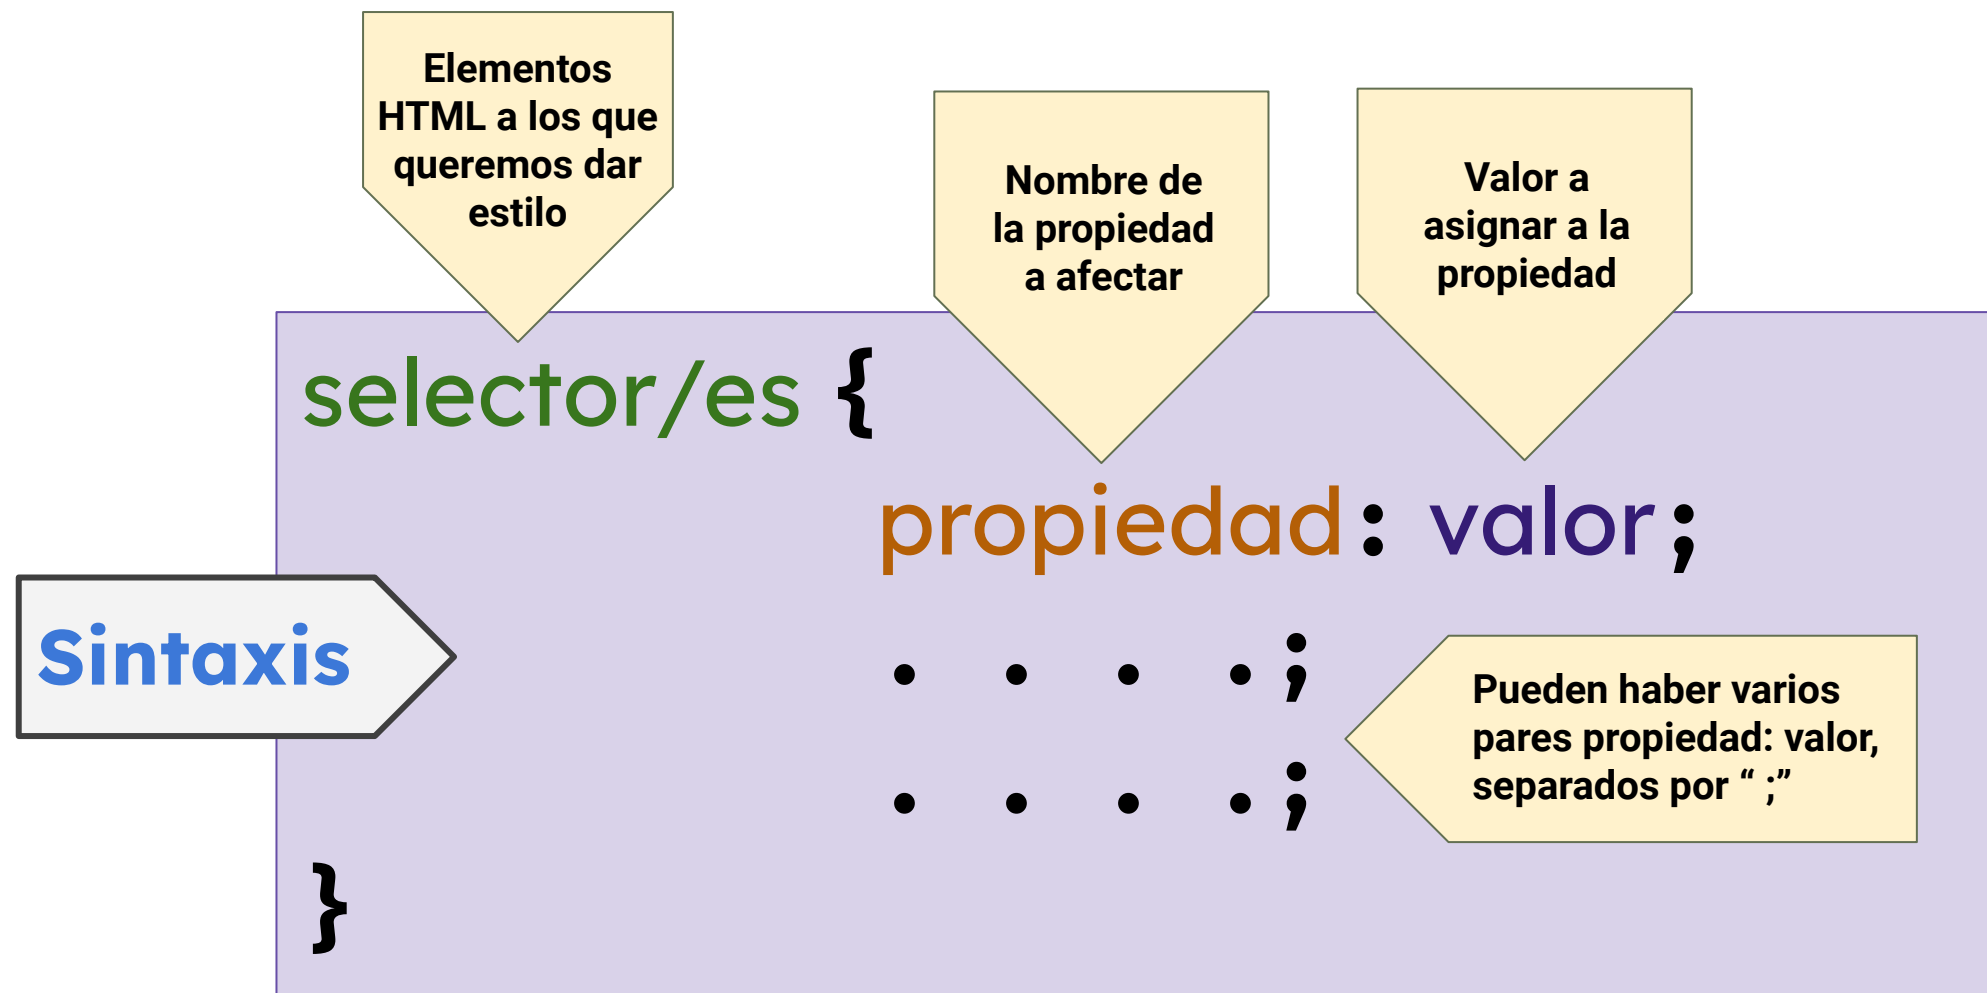 Elementos
HTML a los que
queremos dar
estilo
Nombre de
la propiedad
a afectar
Valor a
asignar a la
propiedad
selector/es {
propiedad: valor;
. . . .;
. . . .;
}
Sintaxis
Pueden haber varios
pares propiedad: valor,
separados por “ ;”